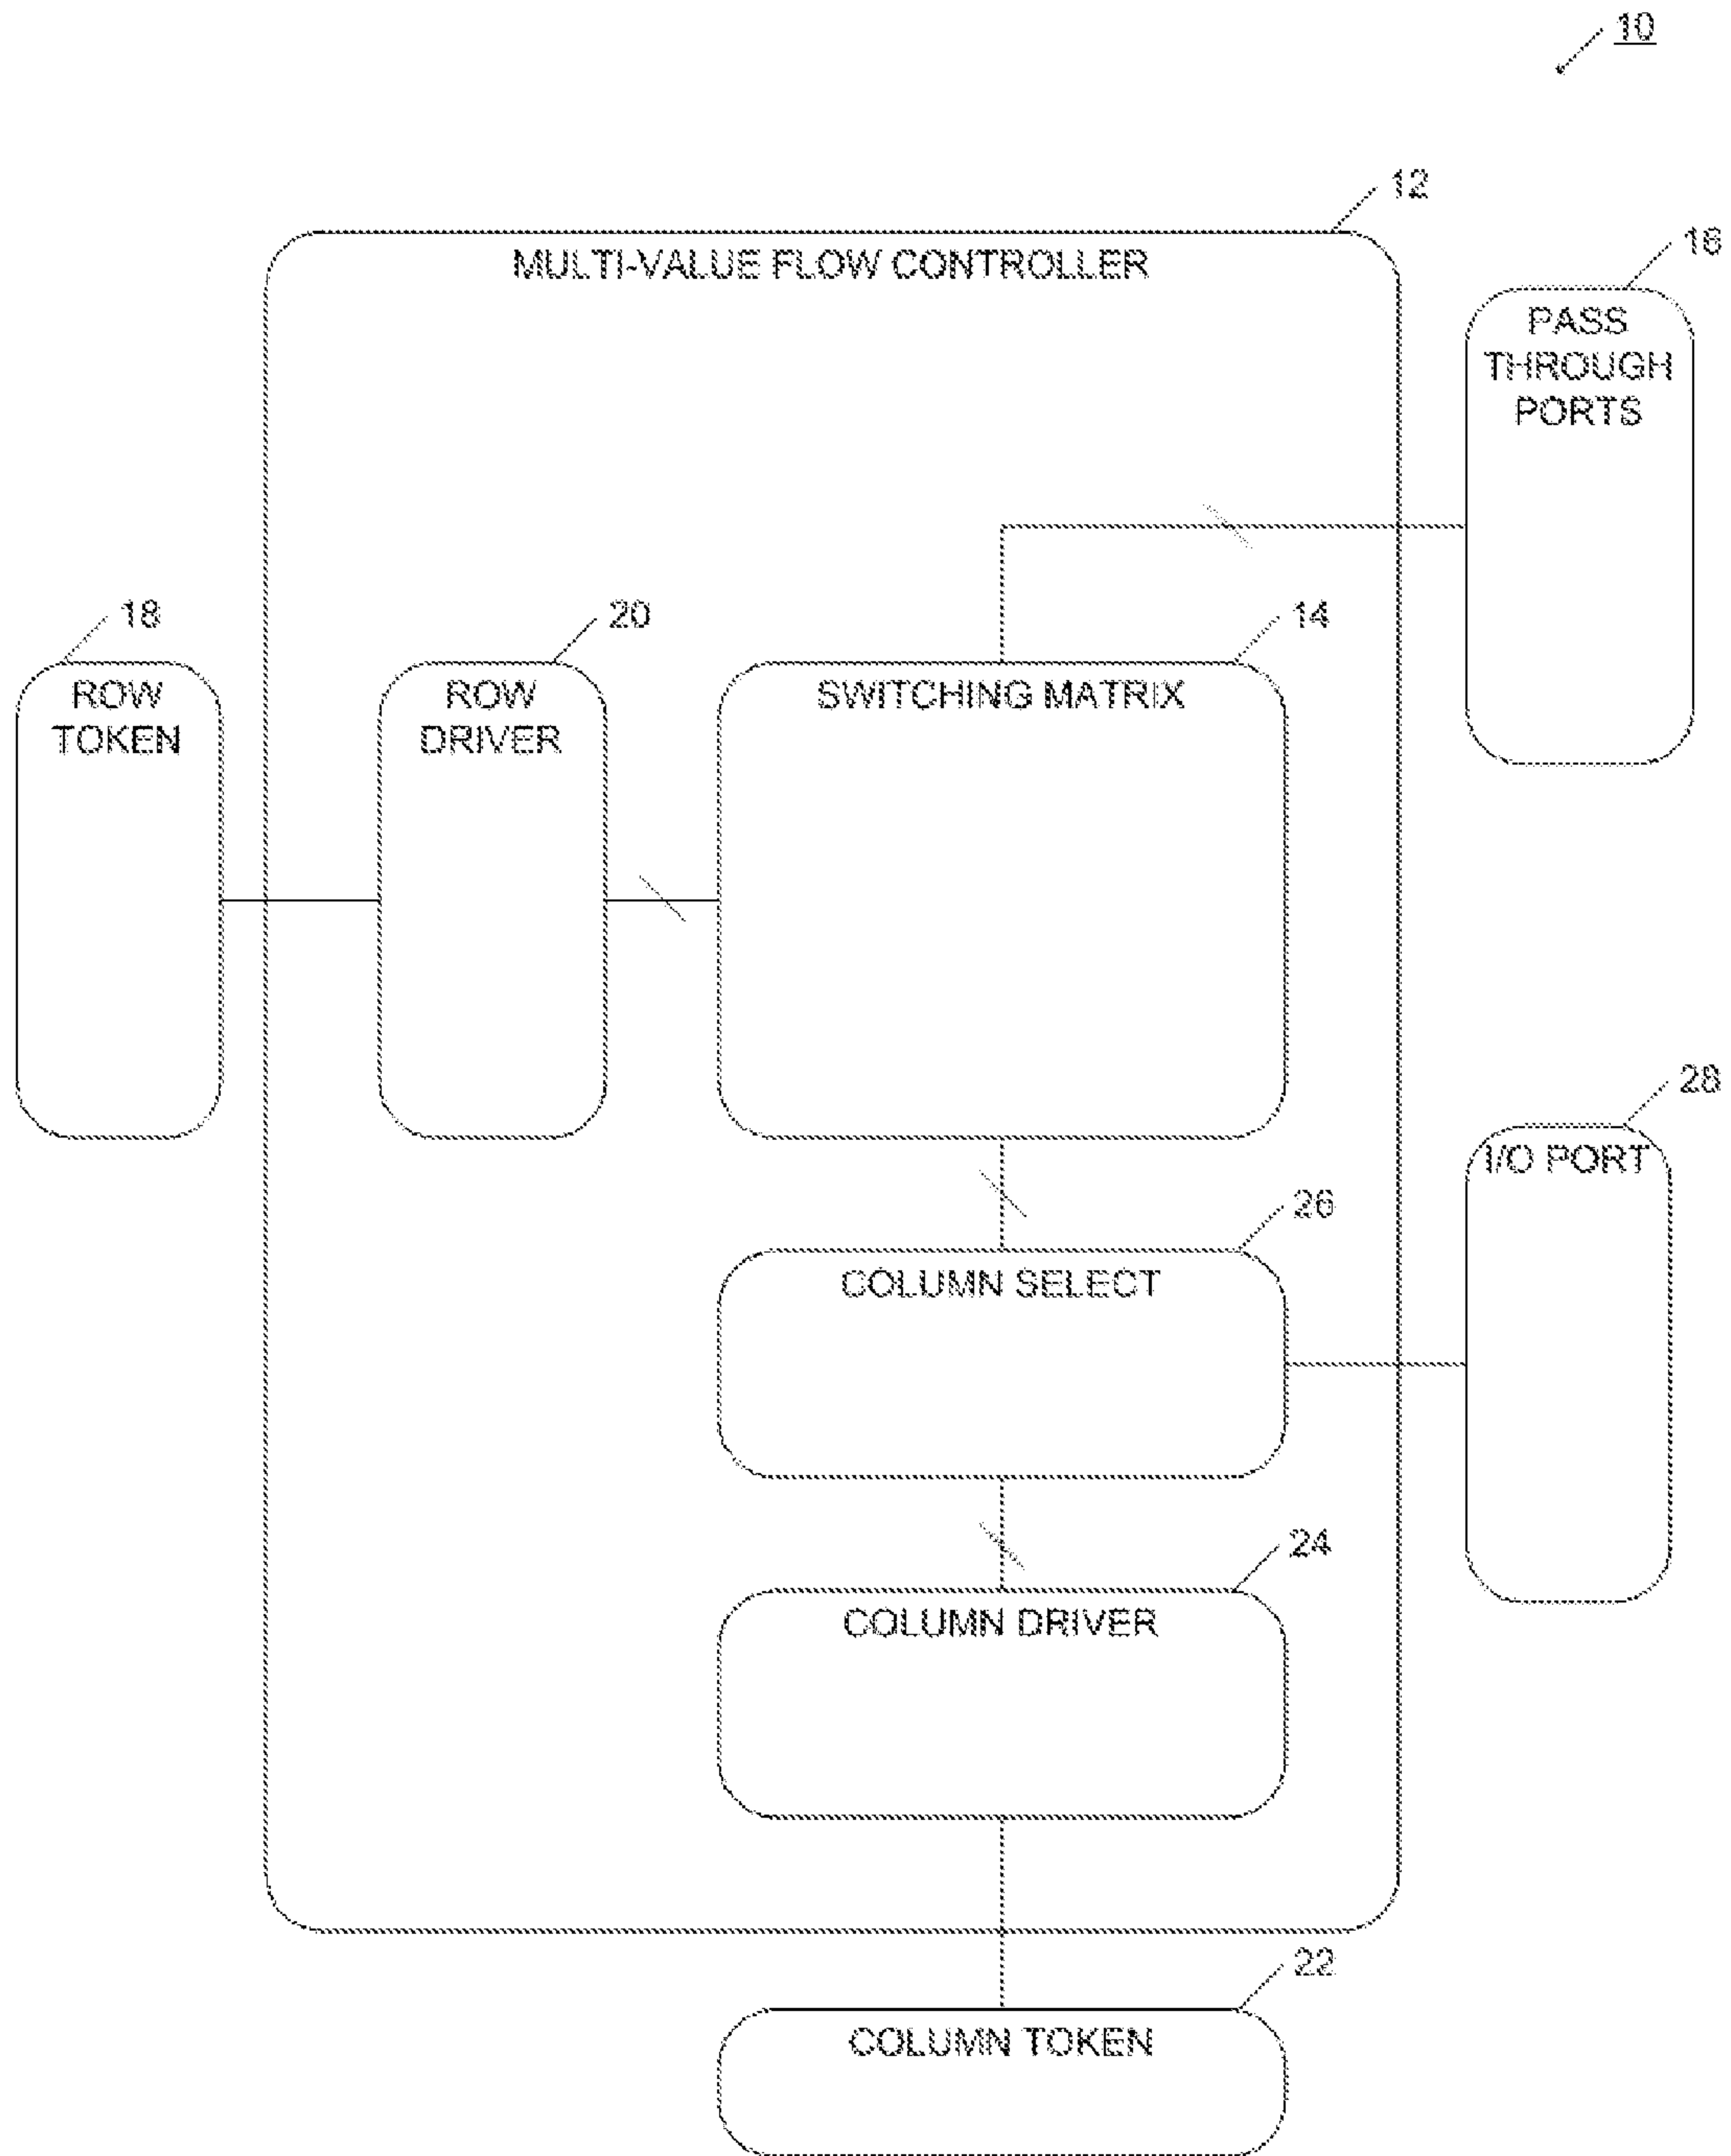 10
12
MULTI-VALUE FLOW CONTROLLER
16
PASS
THROUGH
PORTS
18
ROW
TOKEN
20
ROW
DRIVER
14
SWITCHING MATRIX
28
I/O PORT
26
COLUMN SELECT
24
COLUMN DRIVER
22
COLUMN TOKEN